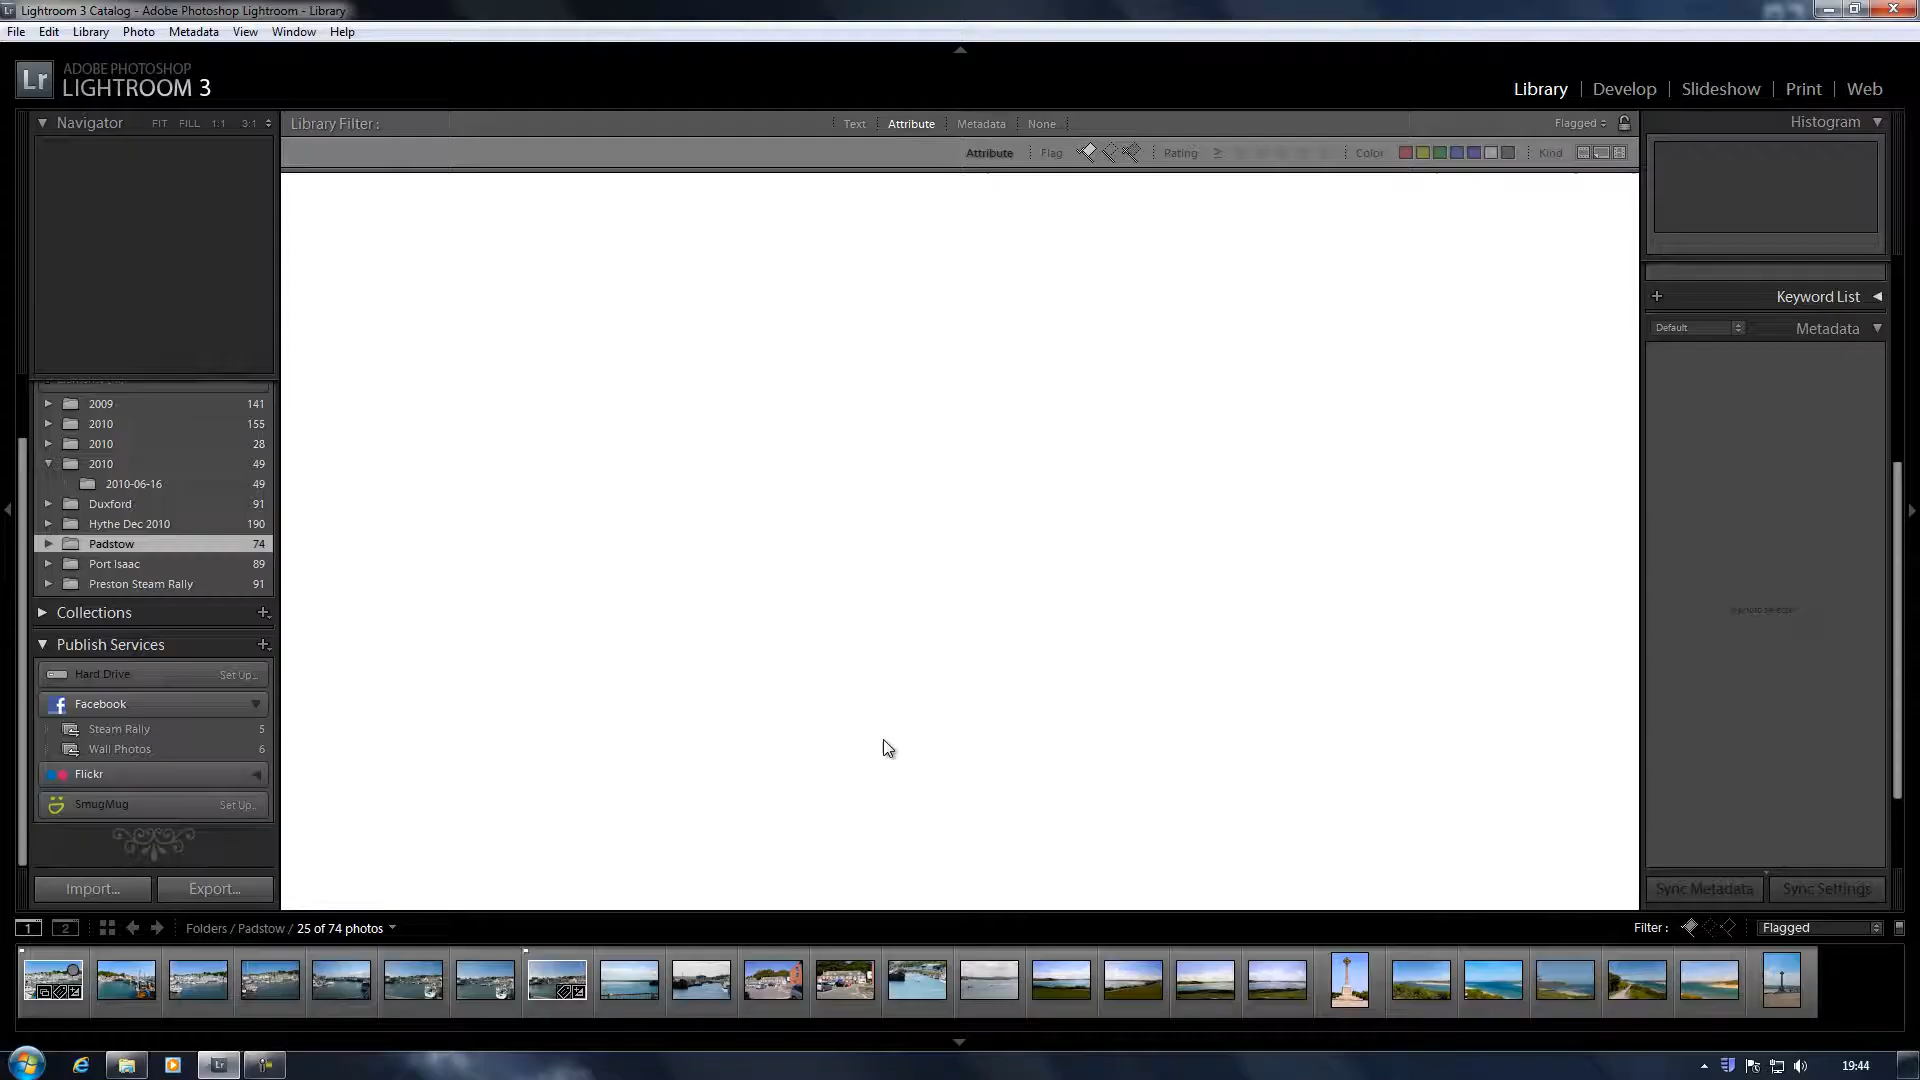 Lightroom 3 Catalog - Adobe Photoshop Lightroom - Library
File Edit Library Photo Metadata View Window Help
Lr ADOBE PHOTOSHOP
LIGHTROOM 3
Library Develop Slideshow Print Web
Navigator FIT FILL 1:1 3:1
Library Filter : Text Attribute Metadata None Flagged
Histogram
Attribute Flag Rating ≥ Color Kind
Keyword List
Default Metadata
2009 141
2010 155
2010 28
2010 49
2010-06-16 49
Duxford 91
Hythe Dec 2010 190
Padstow 74
Port Isaac 89
Preston Steam Rally 91
Collections
Publish Services
Hard Drive Set Up...
Facebook
Steam Rally 5
Wall Photos 6
Flickr
SmugMug Set Up...
Import... Export...
Sync Metadata Sync Settings
1 2 Folders / Padstow / 25 of 74 photos
Filter : Flagged
Lr
19:44